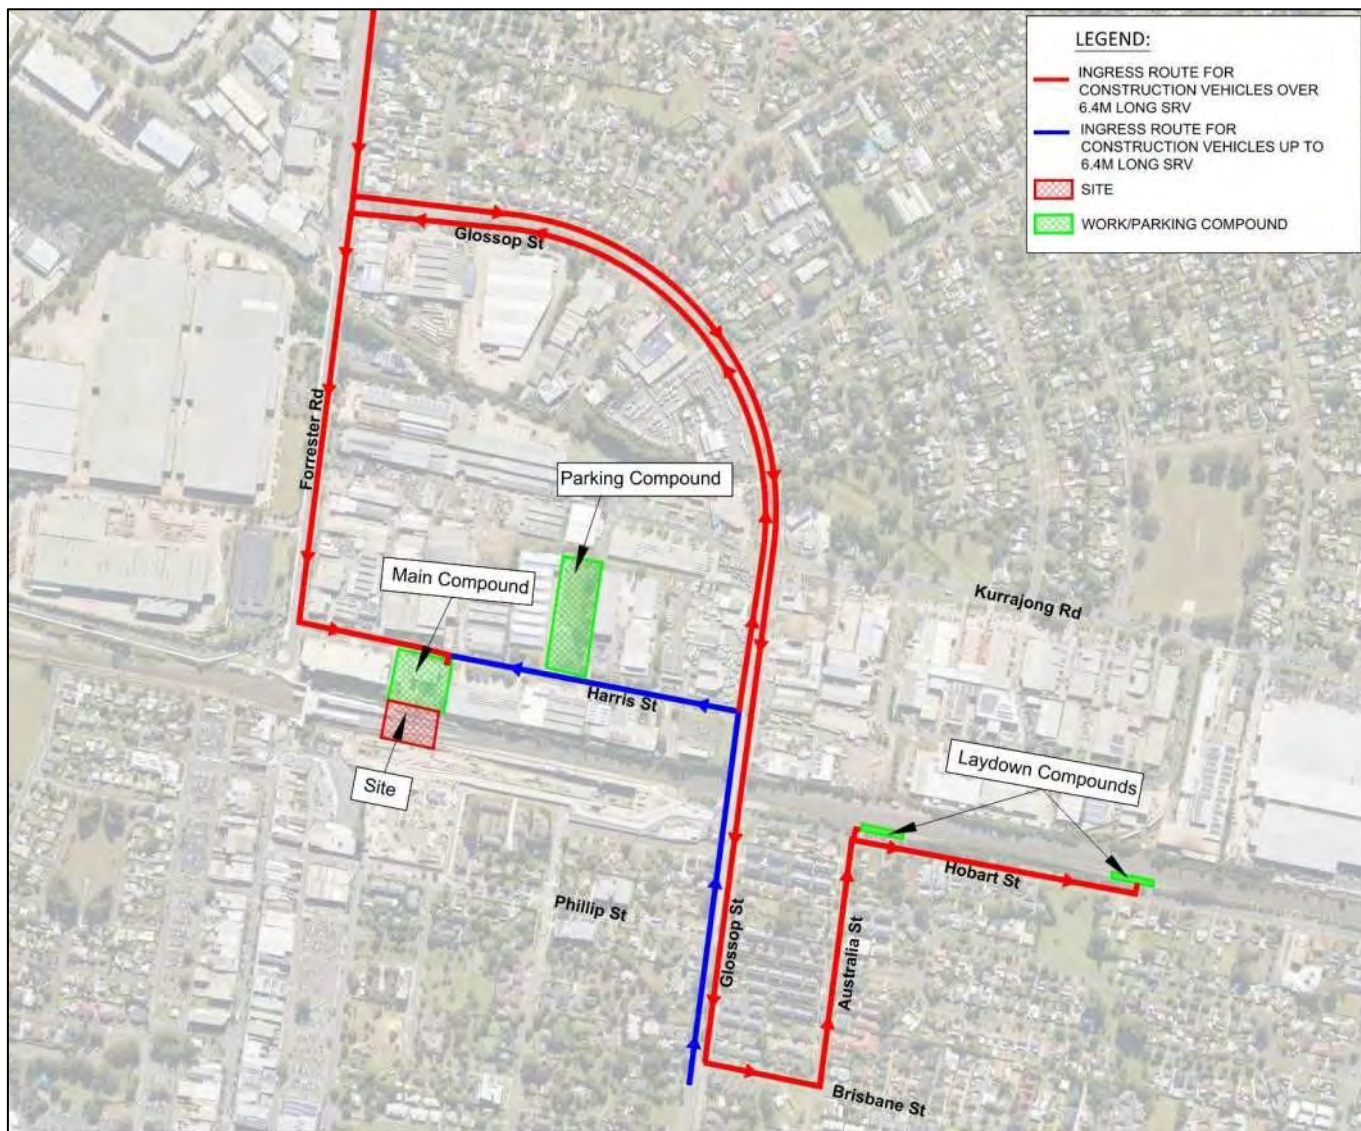 LEGEND:
INGRESS ROUTE FOR
CONSTRUCTION VEHICLES OVER
6.4M LONG SRV
INGRESS ROUTE FOR
CONSTRUCTION VEHICLES UP TO
6.4M LONG SRV
SITE
WORK/PARKING COMPOUND
Glossop St
Forrester Rd
Parking Compound
Main Compound
Kurrajong Rd
Harris St
Site
Laydown Compounds
Hobart St
Phillip St
Glossop St
Australia St
Brisbane St